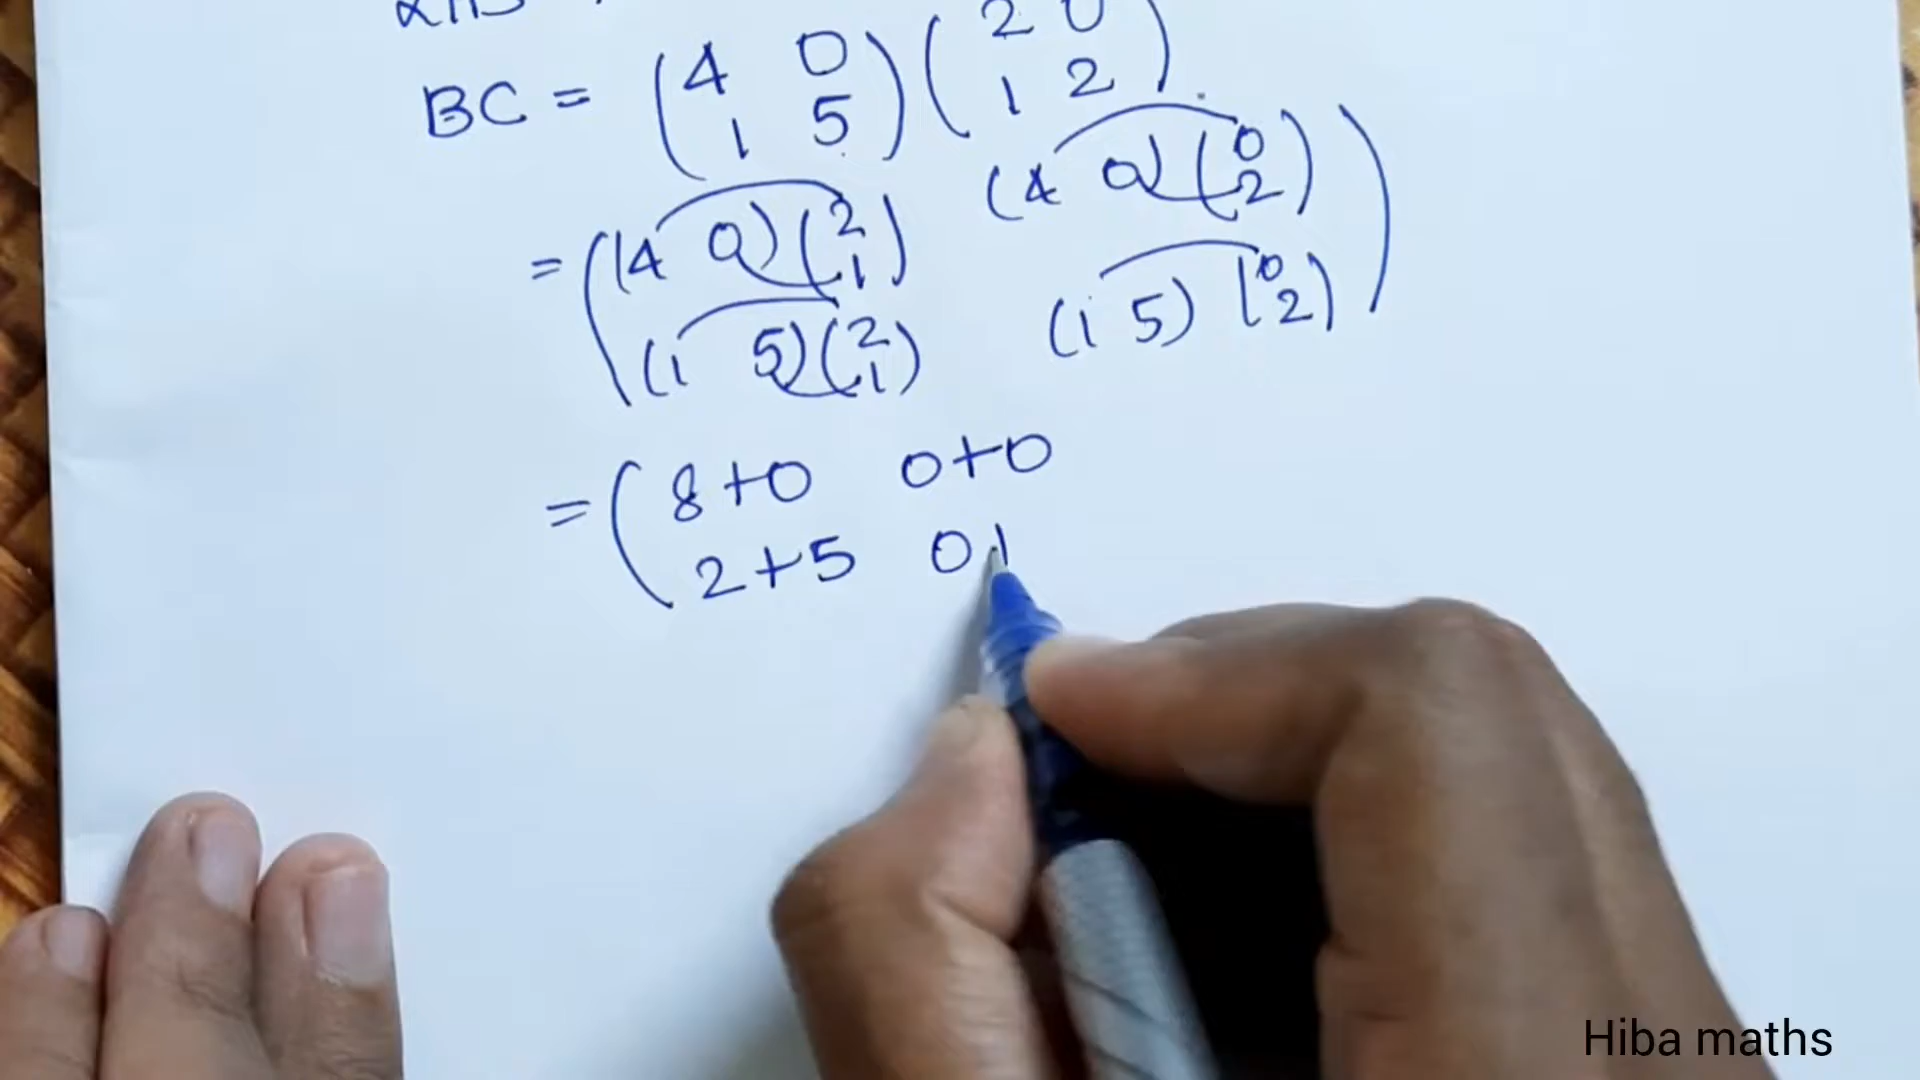 LHS
BC = (4 0 1 5) (2 0 1 2)
= ((4 0) (2 1) (4 0) (0 2)
(1 5) (2 1) (1 5) (0 2))
= (8+0 0+0
2+5 0+
Hiba maths